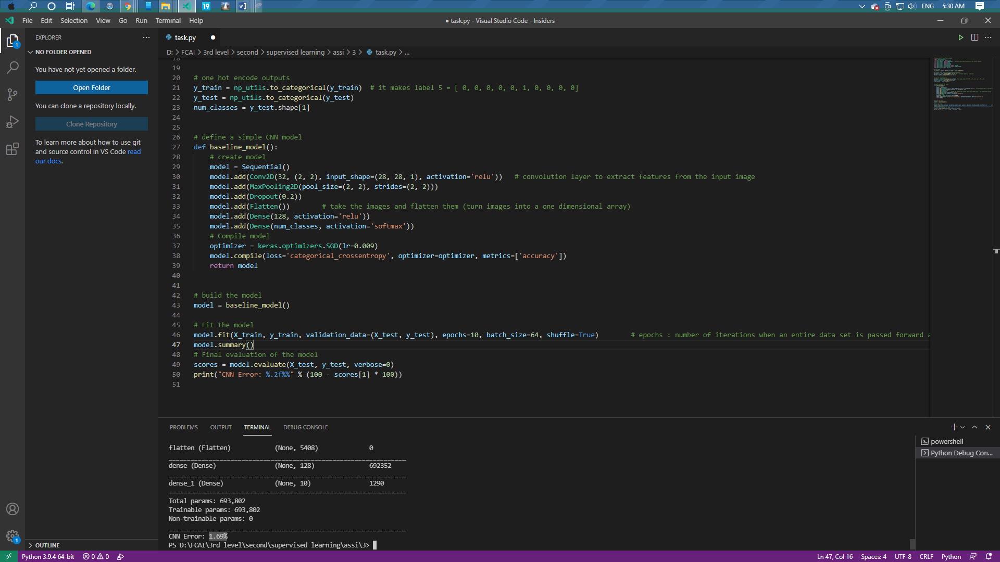 19
ENG 5:30 AM
File Edit Selection View Go Run Terminal Help
● task.py - Visual Studio Code - Insiders
EXPLORER
NO FOLDER OPENED
You have not yet opened a folder.
Open Folder
You can clone a repository locally.
Clone Repository
To learn more about how to use git
and source control in VS Code read
our docs.
OUTLINE
1
1
task.py
D: > FCAI > 3rd level > second > supervised learning > assi > 3 > task.py > ...
18
19
20 # one hot encode outputs
21 y_train = np_utils.to_categorical(y_train) # it makes label 5 = [ 0, 0, 0, 0, 0, 1, 0, 0, 0, 0]
22 y_test = np_utils.to_categorical(y_test)
23 num_classes = y_test.shape[1]
24
25
26 # define a simple CNN model
27 def baseline_model():
28 # create model
29 model = Sequential()
30 model.add(Conv2D(32, (2, 2), input_shape=(28, 28, 1), activation='relu')) # convolution layer to extract features from the input image
31 model.add(MaxPooling2D(pool_size=(2, 2), strides=(2, 2)))
32 model.add(Dropout(0.2))
33 model.add(Flatten()) # take the images and flatten them (turn images into a one dimensional array)
34 model.add(Dense(128, activation='relu'))
35 model.add(Dense(num_classes, activation='softmax'))
36 # Compile model
37 optimizer = keras.optimizers.SGD(lr=0.009)
38 model.compile(loss='categorical_crossentropy', optimizer=optimizer, metrics=['accuracy'])
39 return model
40
41
42 # build the model
43 model = baseline_model()
44
45 # Fit the model
46 model.fit(X_train, y_train, validation_data=(X_test, y_test), epochs=10, batch_size=64, shuffle=True) # epochs : number of iterations when an entire data set is passed forward a
47 model.summary()
48 # Final evaluation of the model
49 scores = model.evaluate(X_test, y_test, verbose=0)
50 print("CNN Error: %.2f%%" % (100 - scores[1] * 100))
51
PROBLEMS OUTPUT TERMINAL DEBUG CONSOLE
flatten (Flatten) (None, 5408) 0
dense (Dense) (None, 128) 692352
dense_1 (Dense) (None, 10) 1290
Total params: 693,802
Trainable params: 693,802
Non-trainable params: 0
CNN Error: 1.69%
PS D:\FCAI\3rd level\second\supervised learning\assi\3>
powershell
Python Debug Con...
Python 3.9.4 64-bit 0 0
Ln 47, Col 16 Spaces: 4 UTF-8 CRLF Python